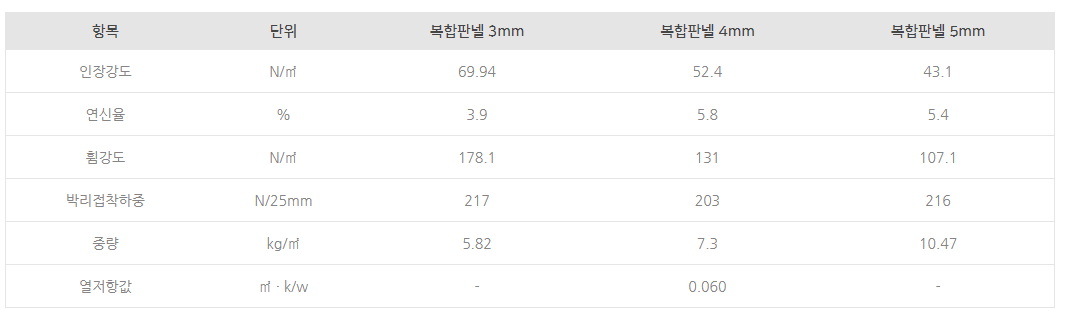 항목 단위 복합판넬 3mm 복합판넬 4mm 복합판넬 5mm
인장강도 N/㎡ 69.94 52.4 43.1
연신율 % 3.9 5.8 5.4
휨강도 N/㎡ 178.1 131 107.1
박리접착하중 N/25mm 217 203 216
중량 kg/㎡ 5.82 7.3 10.47
열저항값 ㎡ · k/w - 0.060 -